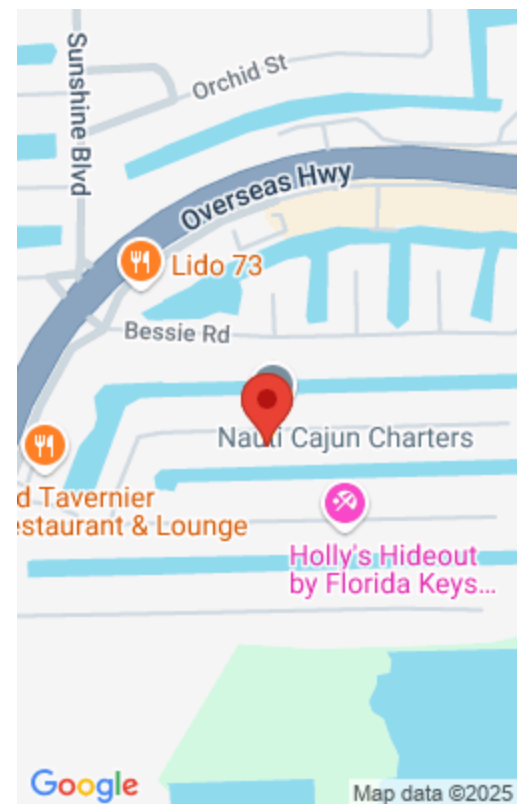 Sunshine Blvd
Orchid St
Overseas Hwy
Lido 73
Bessie Rd
Nauti Cajun Charters
d Tavernier
estaurant & Lounge
Holly's Hideout
by Florida Keys...
Google
Map data ©2025